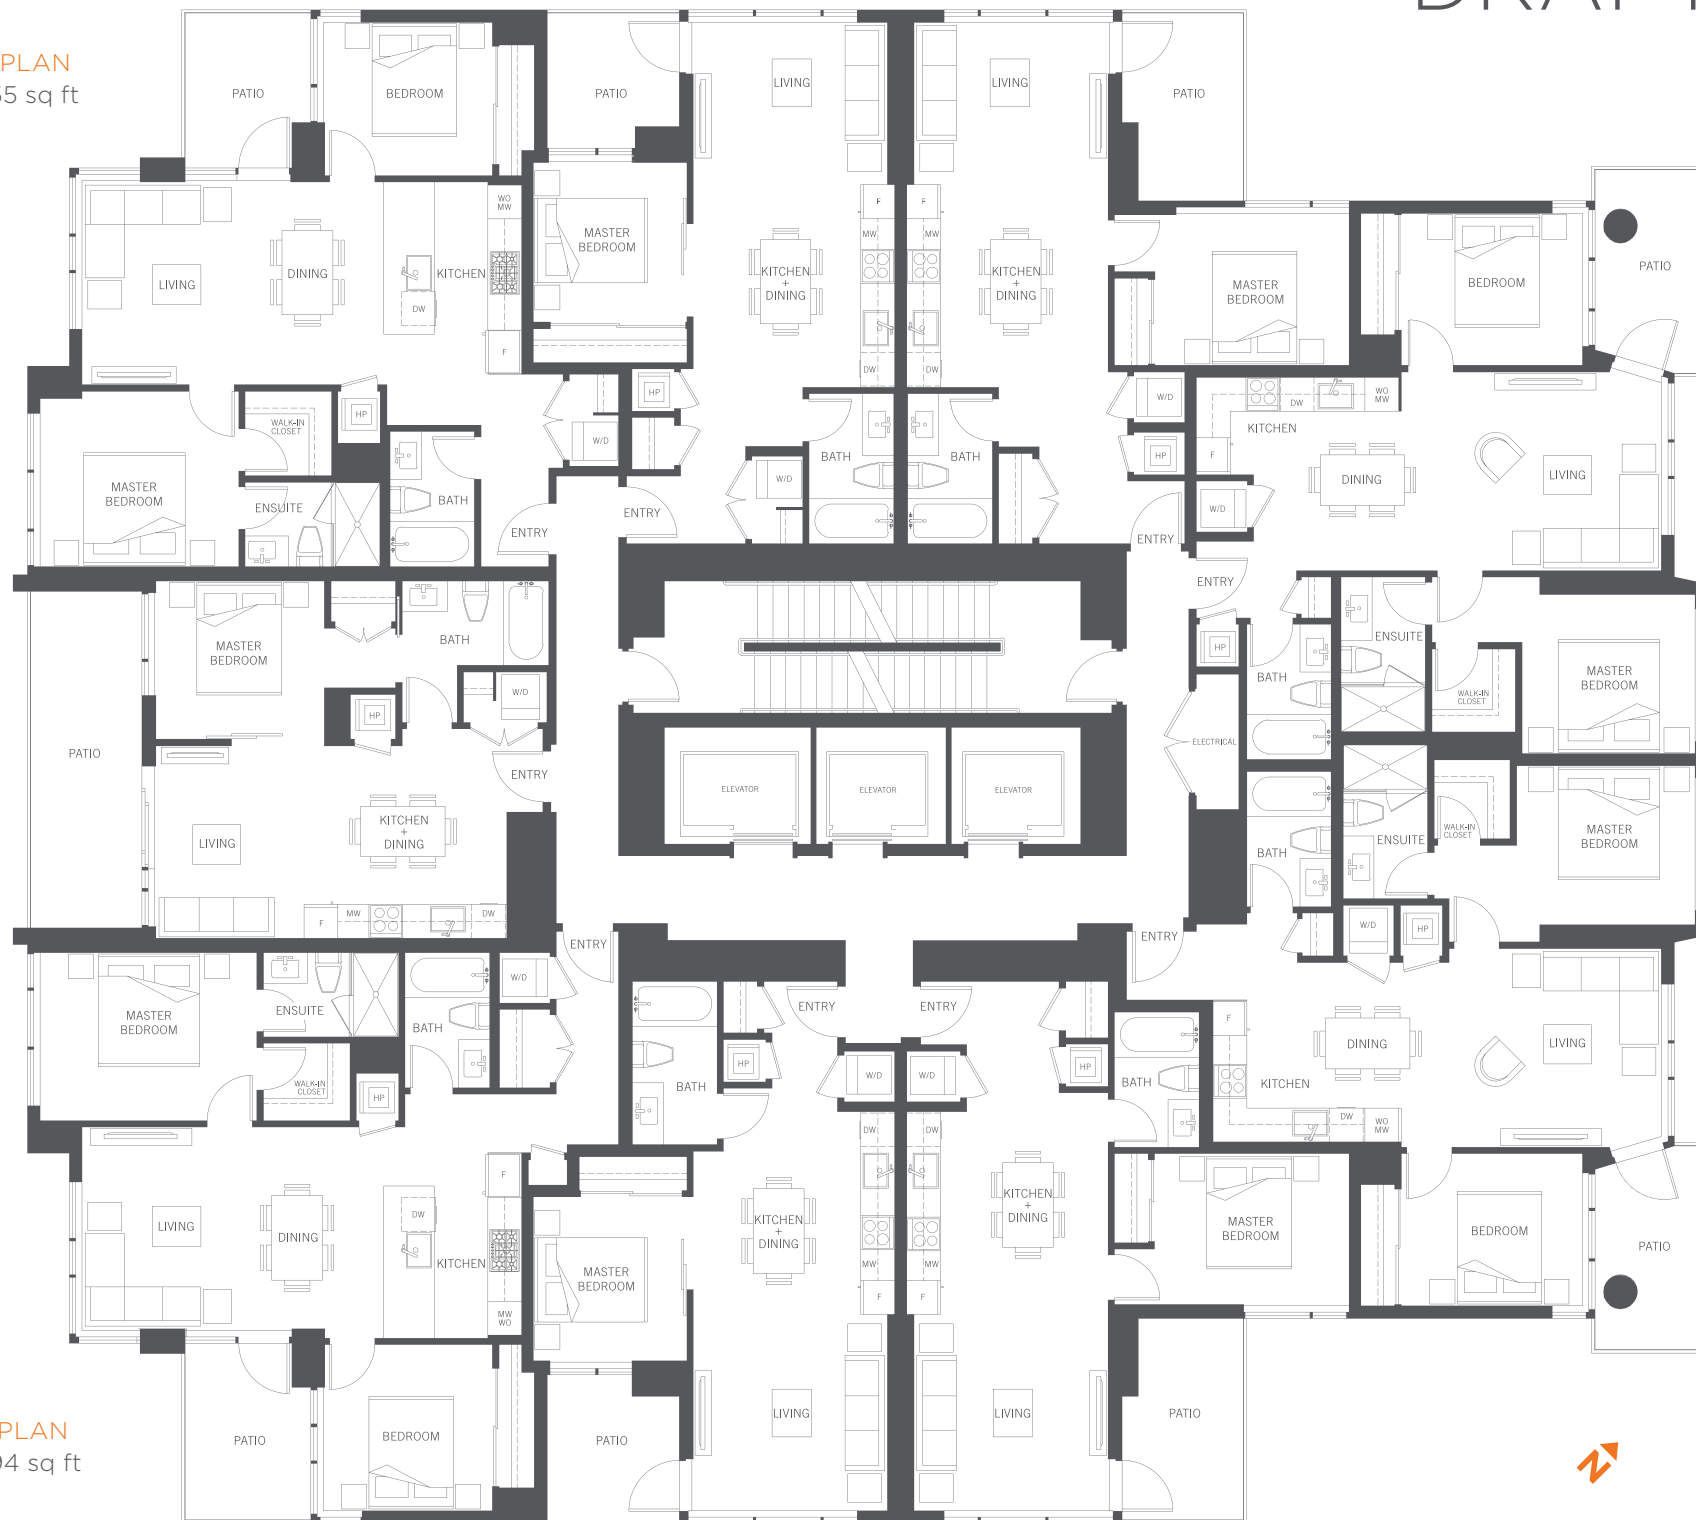 PLAN
5 sq ft
PATIO
BEDROOM
PATIO
LIVING
LIVING
PATIO
WO
MW
F
F
MASTER
BEDROOM
MW
MW
KITCHEN
+
DINING
KITCHEN
+
DINING
DINING
KITCHEN
LIVING
DW
F
MASTER
BEDROOM
BEDROOM
PATIO
DW
DW
HP
HP
W/D
WO
MW
DW
WALK-IN
CLOSET
W/D
KITCHEN
BATH
BATH
HP
F
DINING
LIVING
MASTER
BEDROOM
ENSUITE
BATH
W/D
W/D
ENTRY
ENTRY
ENTRY
ENTRY
MASTER
BEDROOM
BATH
HP
ENSUITE
BATH
MASTER
BEDROOM
WALK-IN
CLOSET
W/D
HP
PATIO
ELECTRICAL
ENTRY
ELEVATOR
ELEVATOR
ELEVATOR
LIVING
KITCHEN
+
DINING
BATH
ENSUITE
WALK-IN
CLOSET
MASTER
BEDROOM
F
MW
DW
W/D
HP
ENTRY
ENTRY
W/D
MASTER
BEDROOM
ENSUITE
BATH
ENTRY
ENTRY
F
DINING
LIVING
HP
W/D
W/D
HP
BATH
BATH
KITCHEN
WALK-IN
CLOSET
HP
DW
WO
MW
DW
DW
F
LIVING
DINING
DW
KITCHEN
KITCHEN
+
DINING
KITCHEN
+
DINING
MASTER
BEDROOM
BEDROOM
PATIO
MW
MW
MASTER
BEDROOM
F
F
MW
WO
PATIO
BEDROOM
PATIO
LIVING
LIVING
PATIO
PLAN
94 sq ft
N